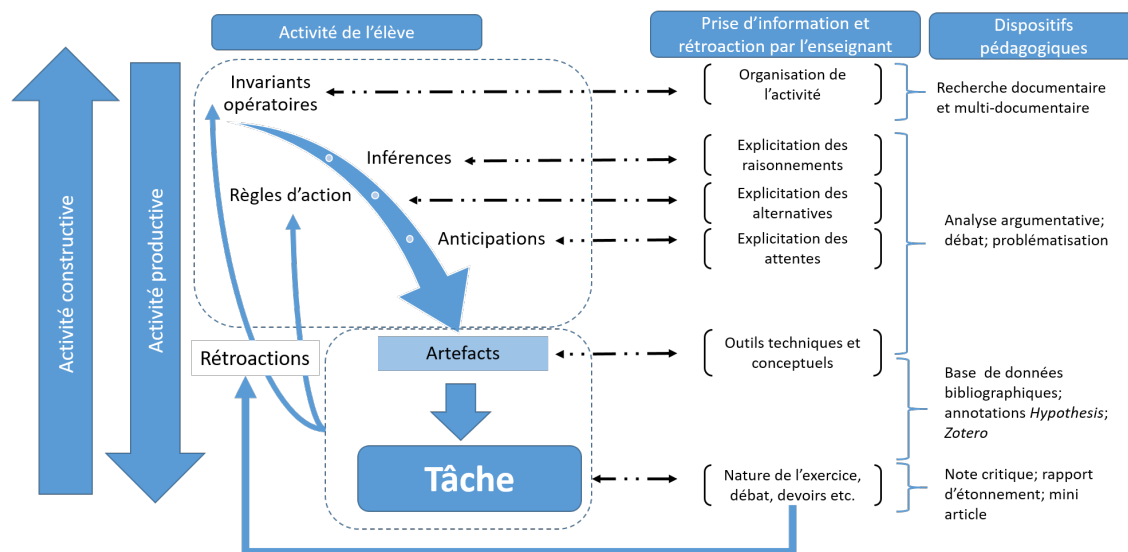 Activité constructive
Activité productive
Activité de l'élève
Invariants
opératoires
Inférences
Règles d'action
Anticipations
Rétroactions
Artefacts
Tâche
Prise d'information et
rétroaction par l'enseignant
Organisation de
l'activité
Explicitation des
raisonnements
Explicitation des
alternatives
Explicitation des
attentes
Outils techniques et
conceptuels
Nature de l'exercice,
débat, devoirs etc.
Dispositifs
pédagogiques
Recherche documentaire
et multi-documentaire
Analyse argumentative;
débat; problématisation
Base de données
bibliographiques;
annotations Hypothesis;
Zotero
Note critique; rapport
d'étonnement; mini
article